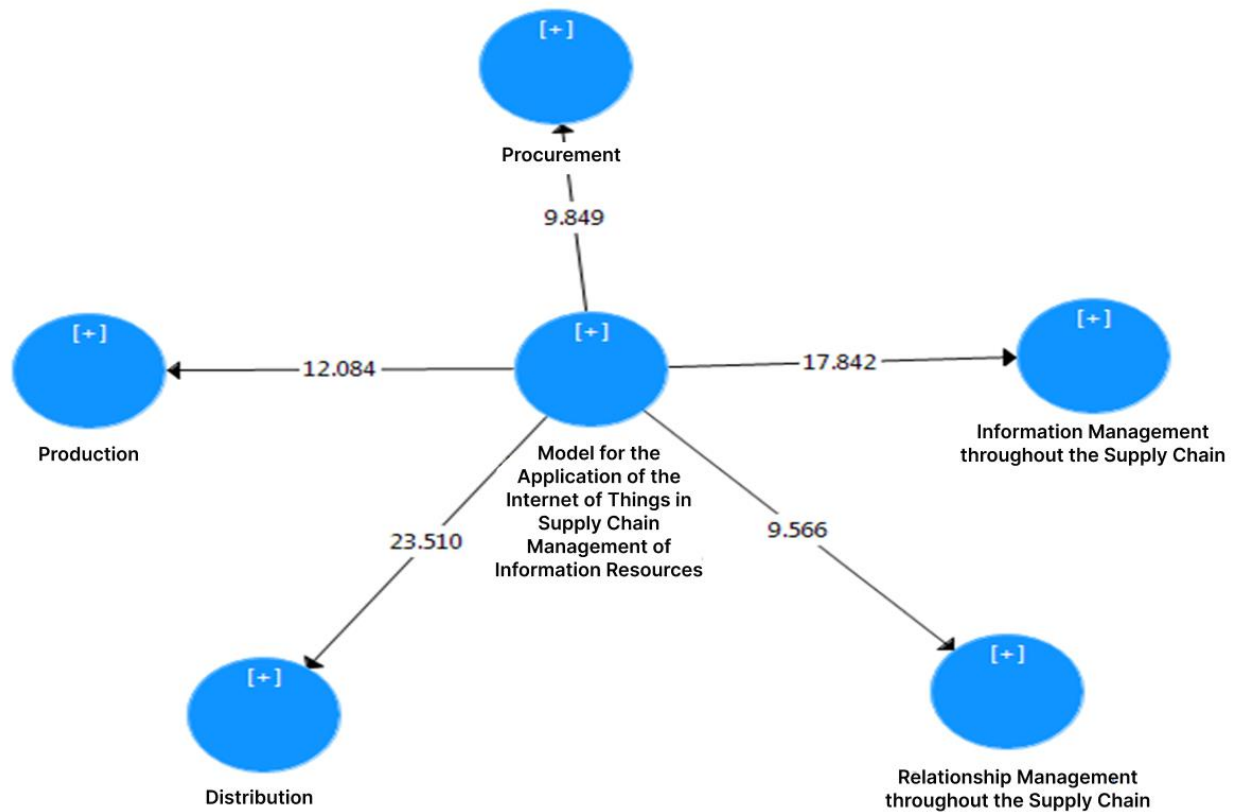 [+]
Procurement
9.849
[+]
Production
12.084
[+]
Model for the
Application of the
Internet of Things in
Supply Chain
Management of
Information Resources
17.842
[+]
Information Management
throughout the Supply Chain
23.510
9.566
[+]
Distribution
[+]
Relationship Management
throughout the Supply Chain